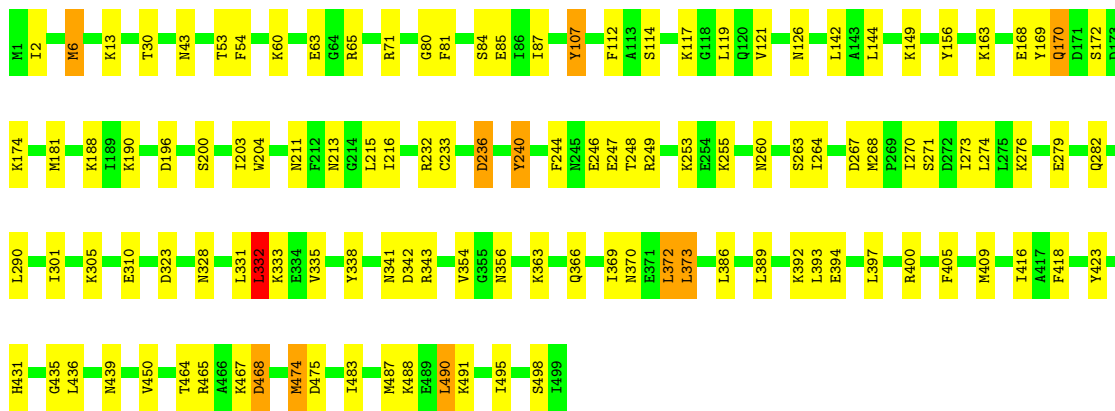 M1 I2 M6 K13 T30 N43 T53 F54 K60 E63 G64 R65 R71 G80 F81 S84 E85 I86 I87 Y107 F112 A113 S114 K117 G118 L119 Q120 V121 N126 L142 A143 L144 K149 Y156 K163 E168 Y169 Q170 D171 S172
K174 M181 K188 I189 K190 D196 S200 I203 W204 N211 F212 N213 G214 L215 I216 R232 C233 D236 Y240 F244 N245 E246 E247 T248 R249 K253 E254 K255 N260 S263 I264 D267 M268 P269 I270 S271 D272 I273 L274 L275 K276 E279 Q282
L290 I301 K305 E310 D323 N328 L331 L332 K333 E334 V335 Y338 N341 D342 R343 V354 G355 N356 K363 Q366 I369 N370 E371 L372 L373 L386 L389 K392 L393 E394 L397 R400 F405 M409 I416 A417 F418 Y423
H431 G435 L436 N439 V450 T464 R465 A466 K467 D468 M474 D475 I483 M487 K488 E489 L490 K491 I495 S498 I499